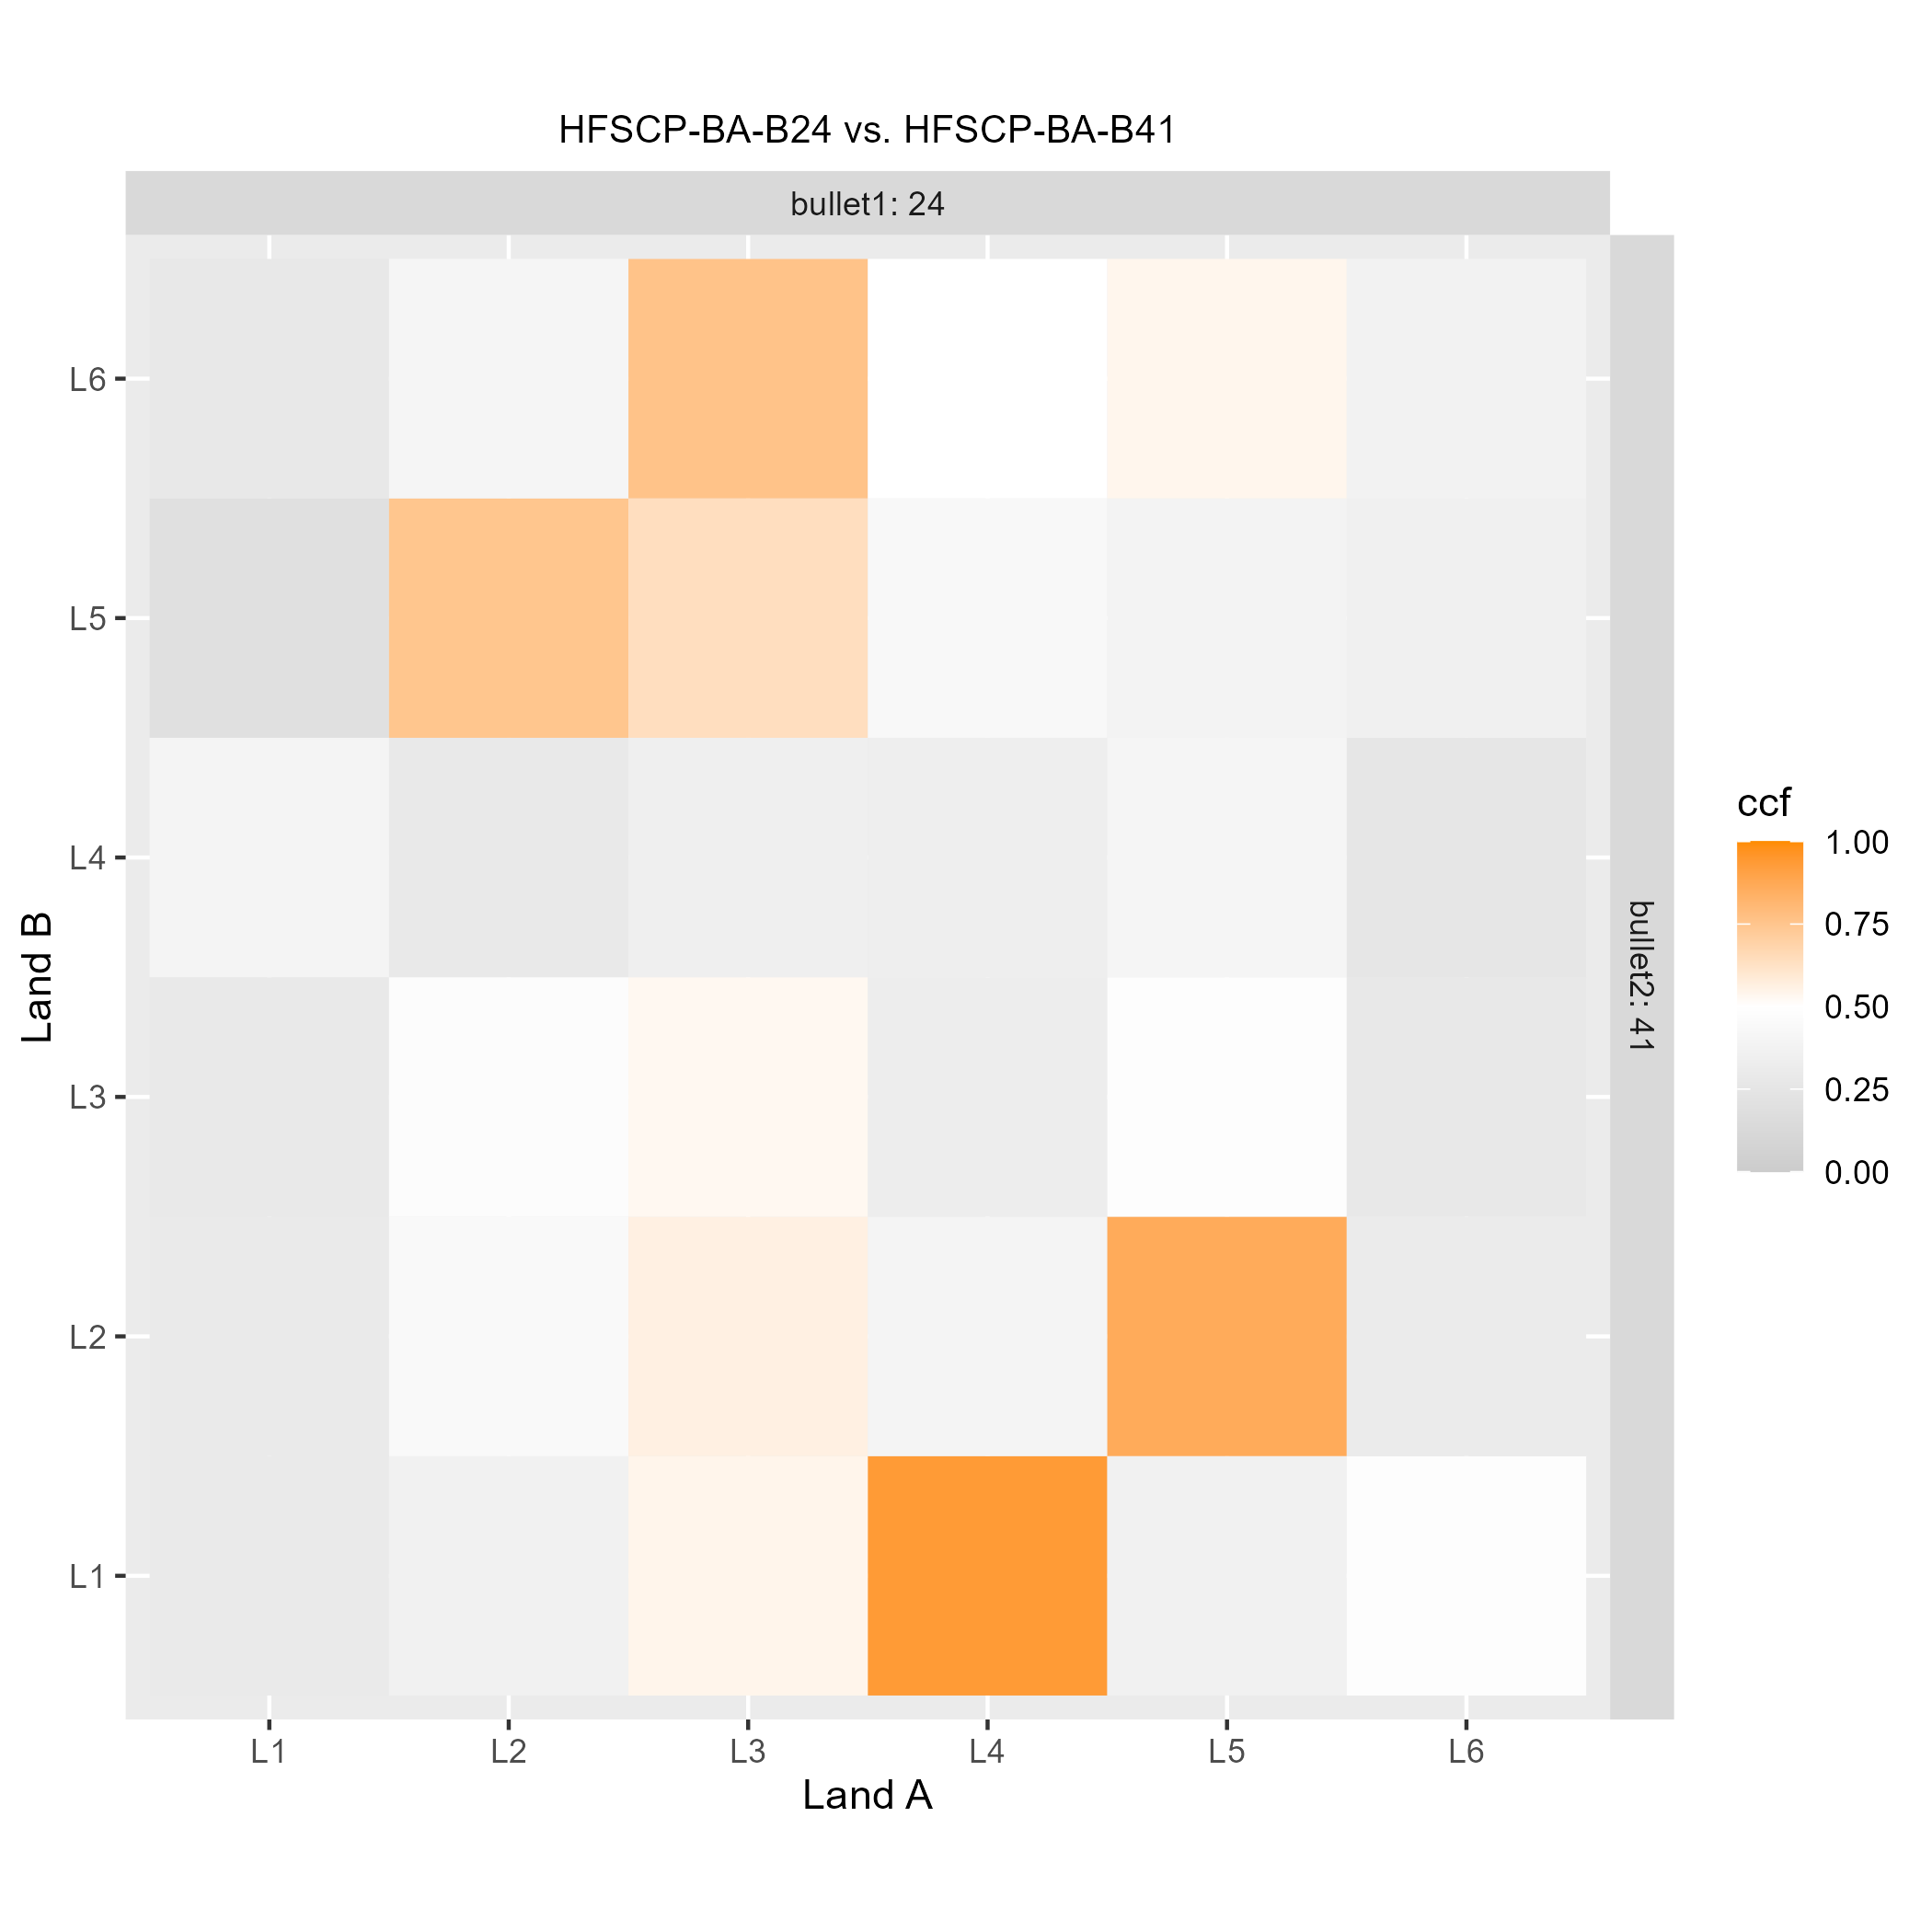 HFSCP-BA-B24 vs. HFSCP-BA-B41
bullet1: 24
L6
L5
L4
L3
L2
L1
Land B
bullet2: 41
L1 L2 L3 L4 L5 L6
Land A
ccf
1.00
0.75
0.50
0.25
0.00